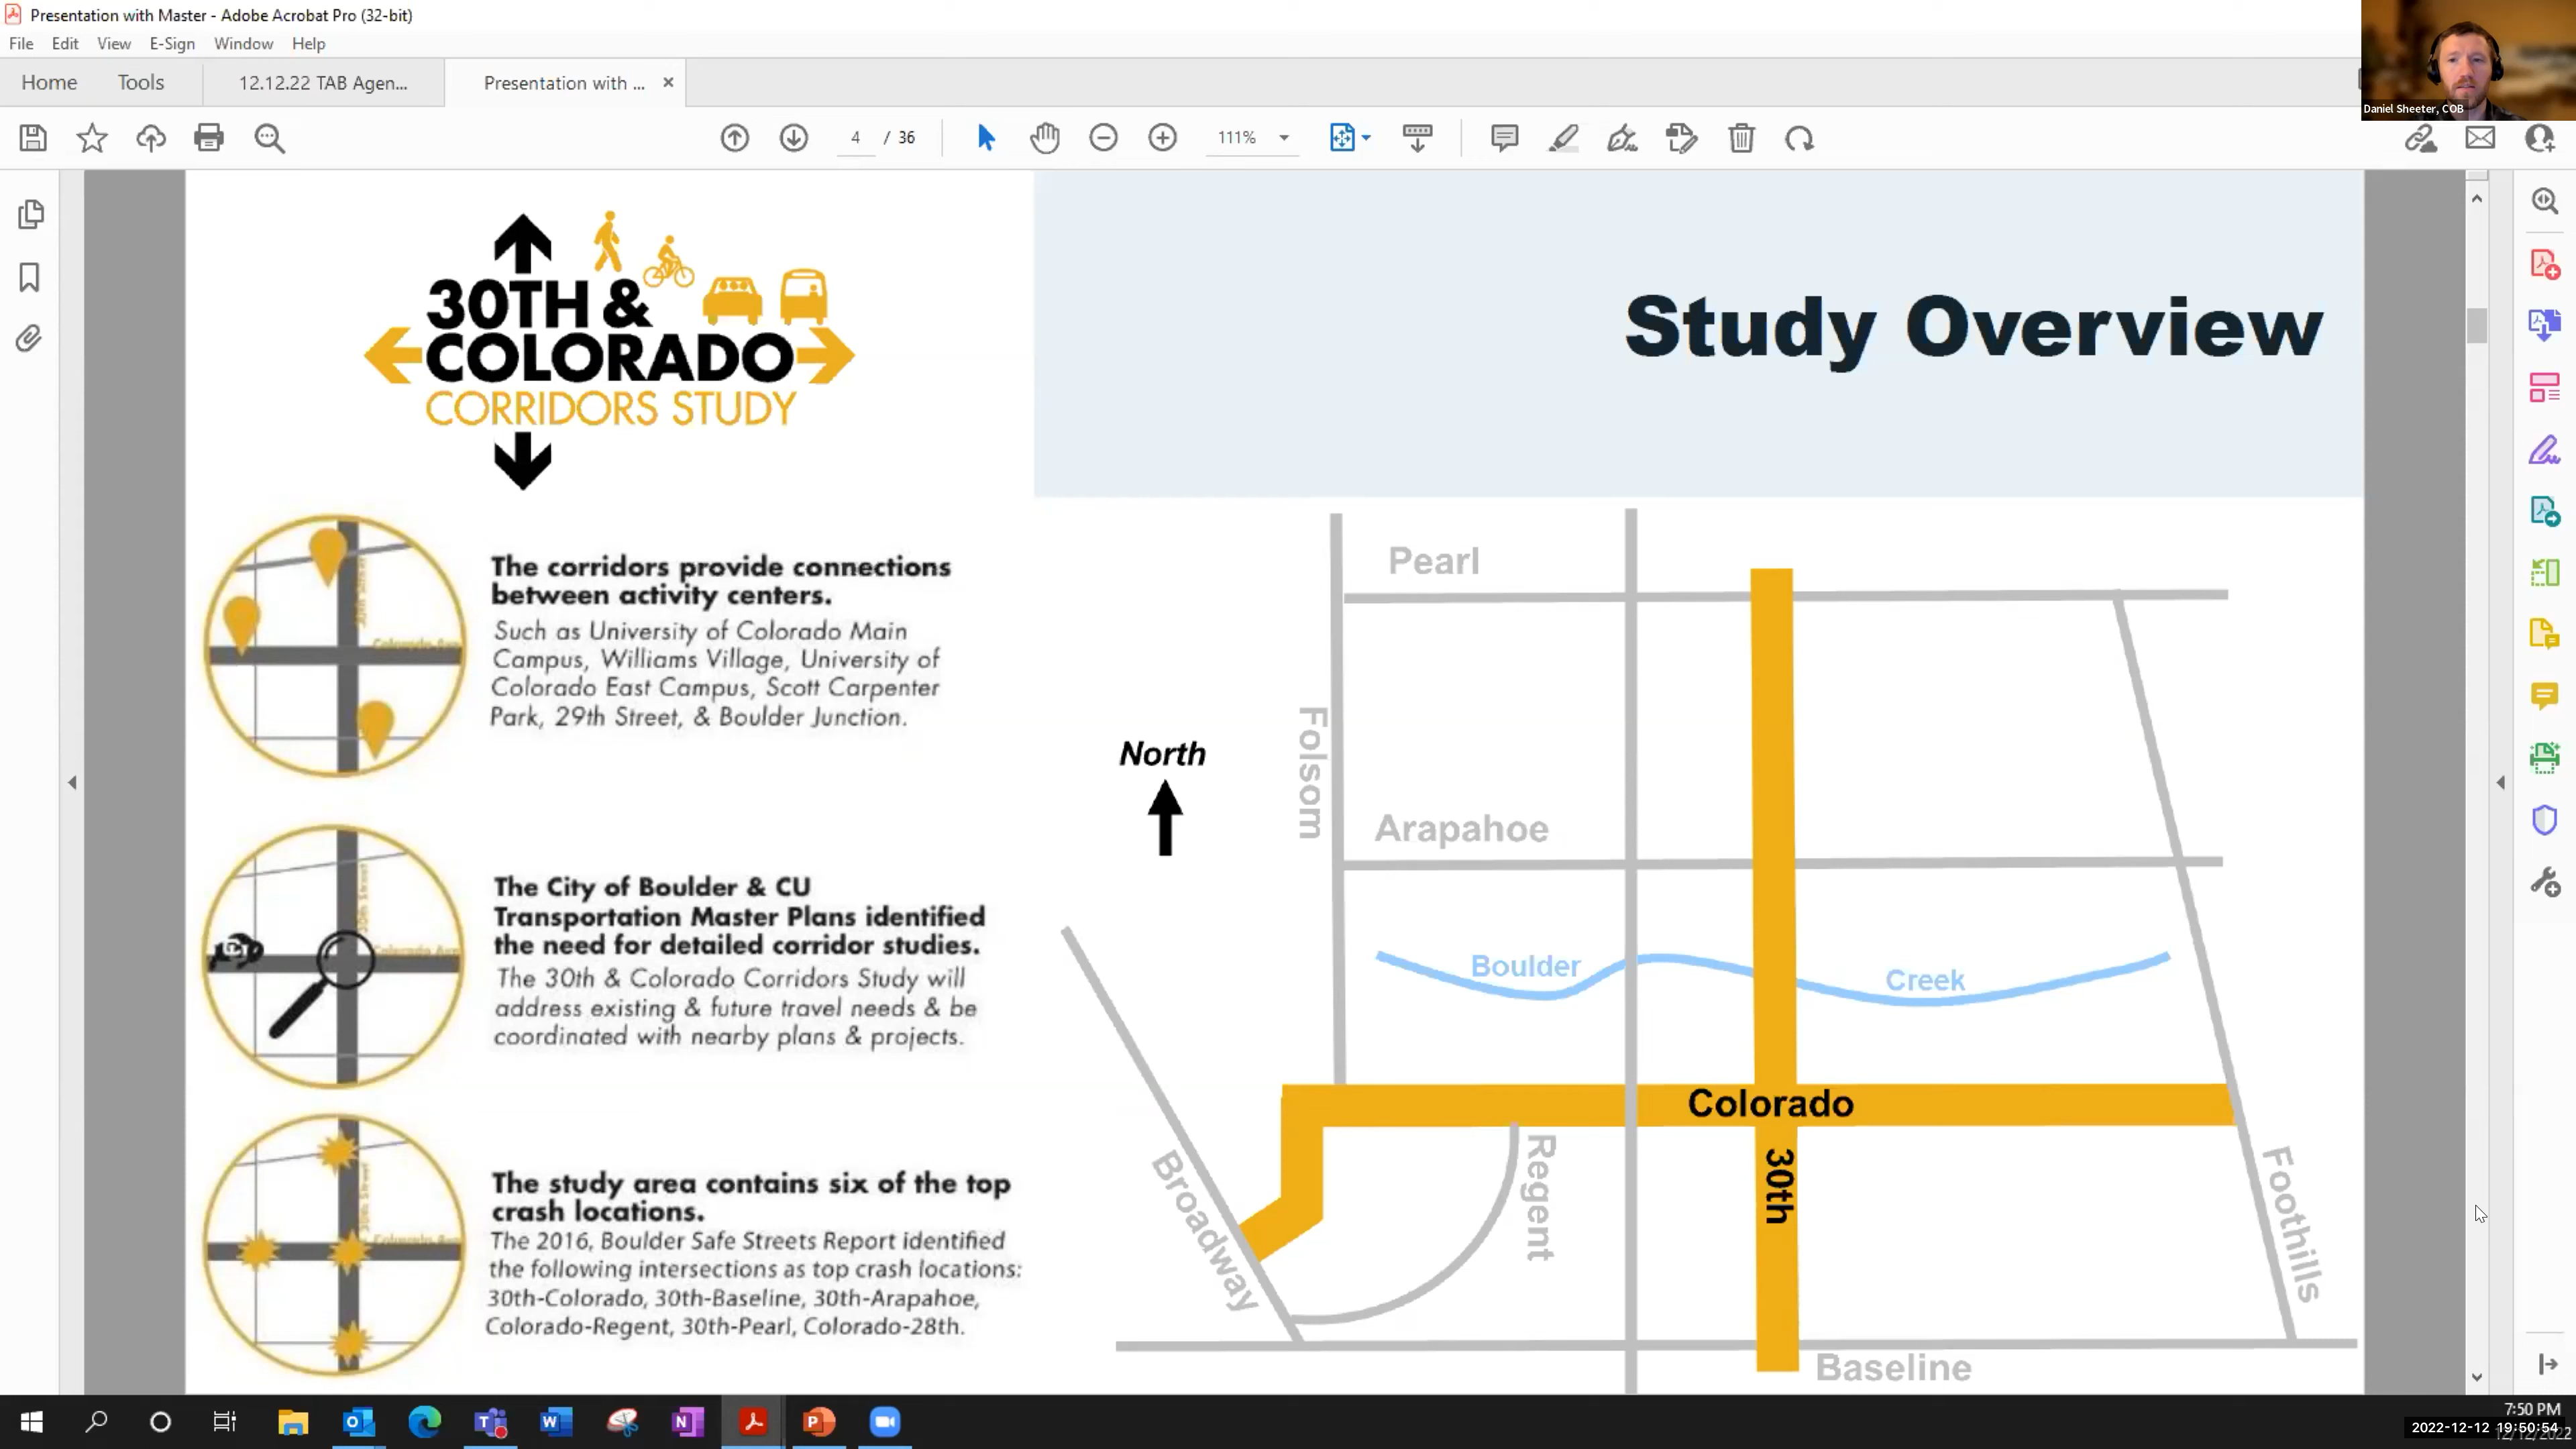 Presentation with Master - Adobe Acrobat Pro (32-bit)
File Edit View E-Sign Window Help
Home Tools 12.12.22 TAB Agen... Presentation with ...
Daniel Sheeter, COB
4 / 36 111%
30TH &
COLORADO
CORRIDORS STUDY
Study Overview
The corridors provide connections
between activity centers.
Such as University of Colorado Main
Campus, Williams Village, University of
Colorado East Campus, Scott Carpenter
Park, 29th Street, & Boulder Junction.
The City of Boulder & CU
Transportation Master Plans identified
the need for detailed corridor studies.
The 30th & Colorado Corridors Study will
address existing & future travel needs & be
coordinated with nearby plans & projects.
The study area contains six of the top
crash locations.
The 2016, Boulder Safe Streets Report identified
the following intersections as top crash locations:
30th-Colorado, 30th-Baseline, 30th-Arapahoe,
Colorado-Regent, 30th-Pearl, Colorado-28th.
Pearl
Folsom
North
Arapahoe
Boulder Creek
Colorado
30th
Regent
Broadway
Foothills
Baseline
7:50 PM
2022-12-12 19:50:54